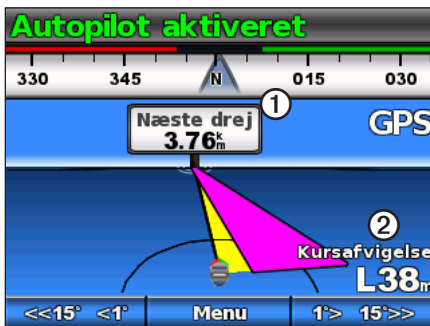 Autopilot aktiveret
330 345 N 015 030
Næste drej
3.76km
①
GPS
②
Kursafvigelse
L38m
<<15° <1° Menu 1°> 15°>>